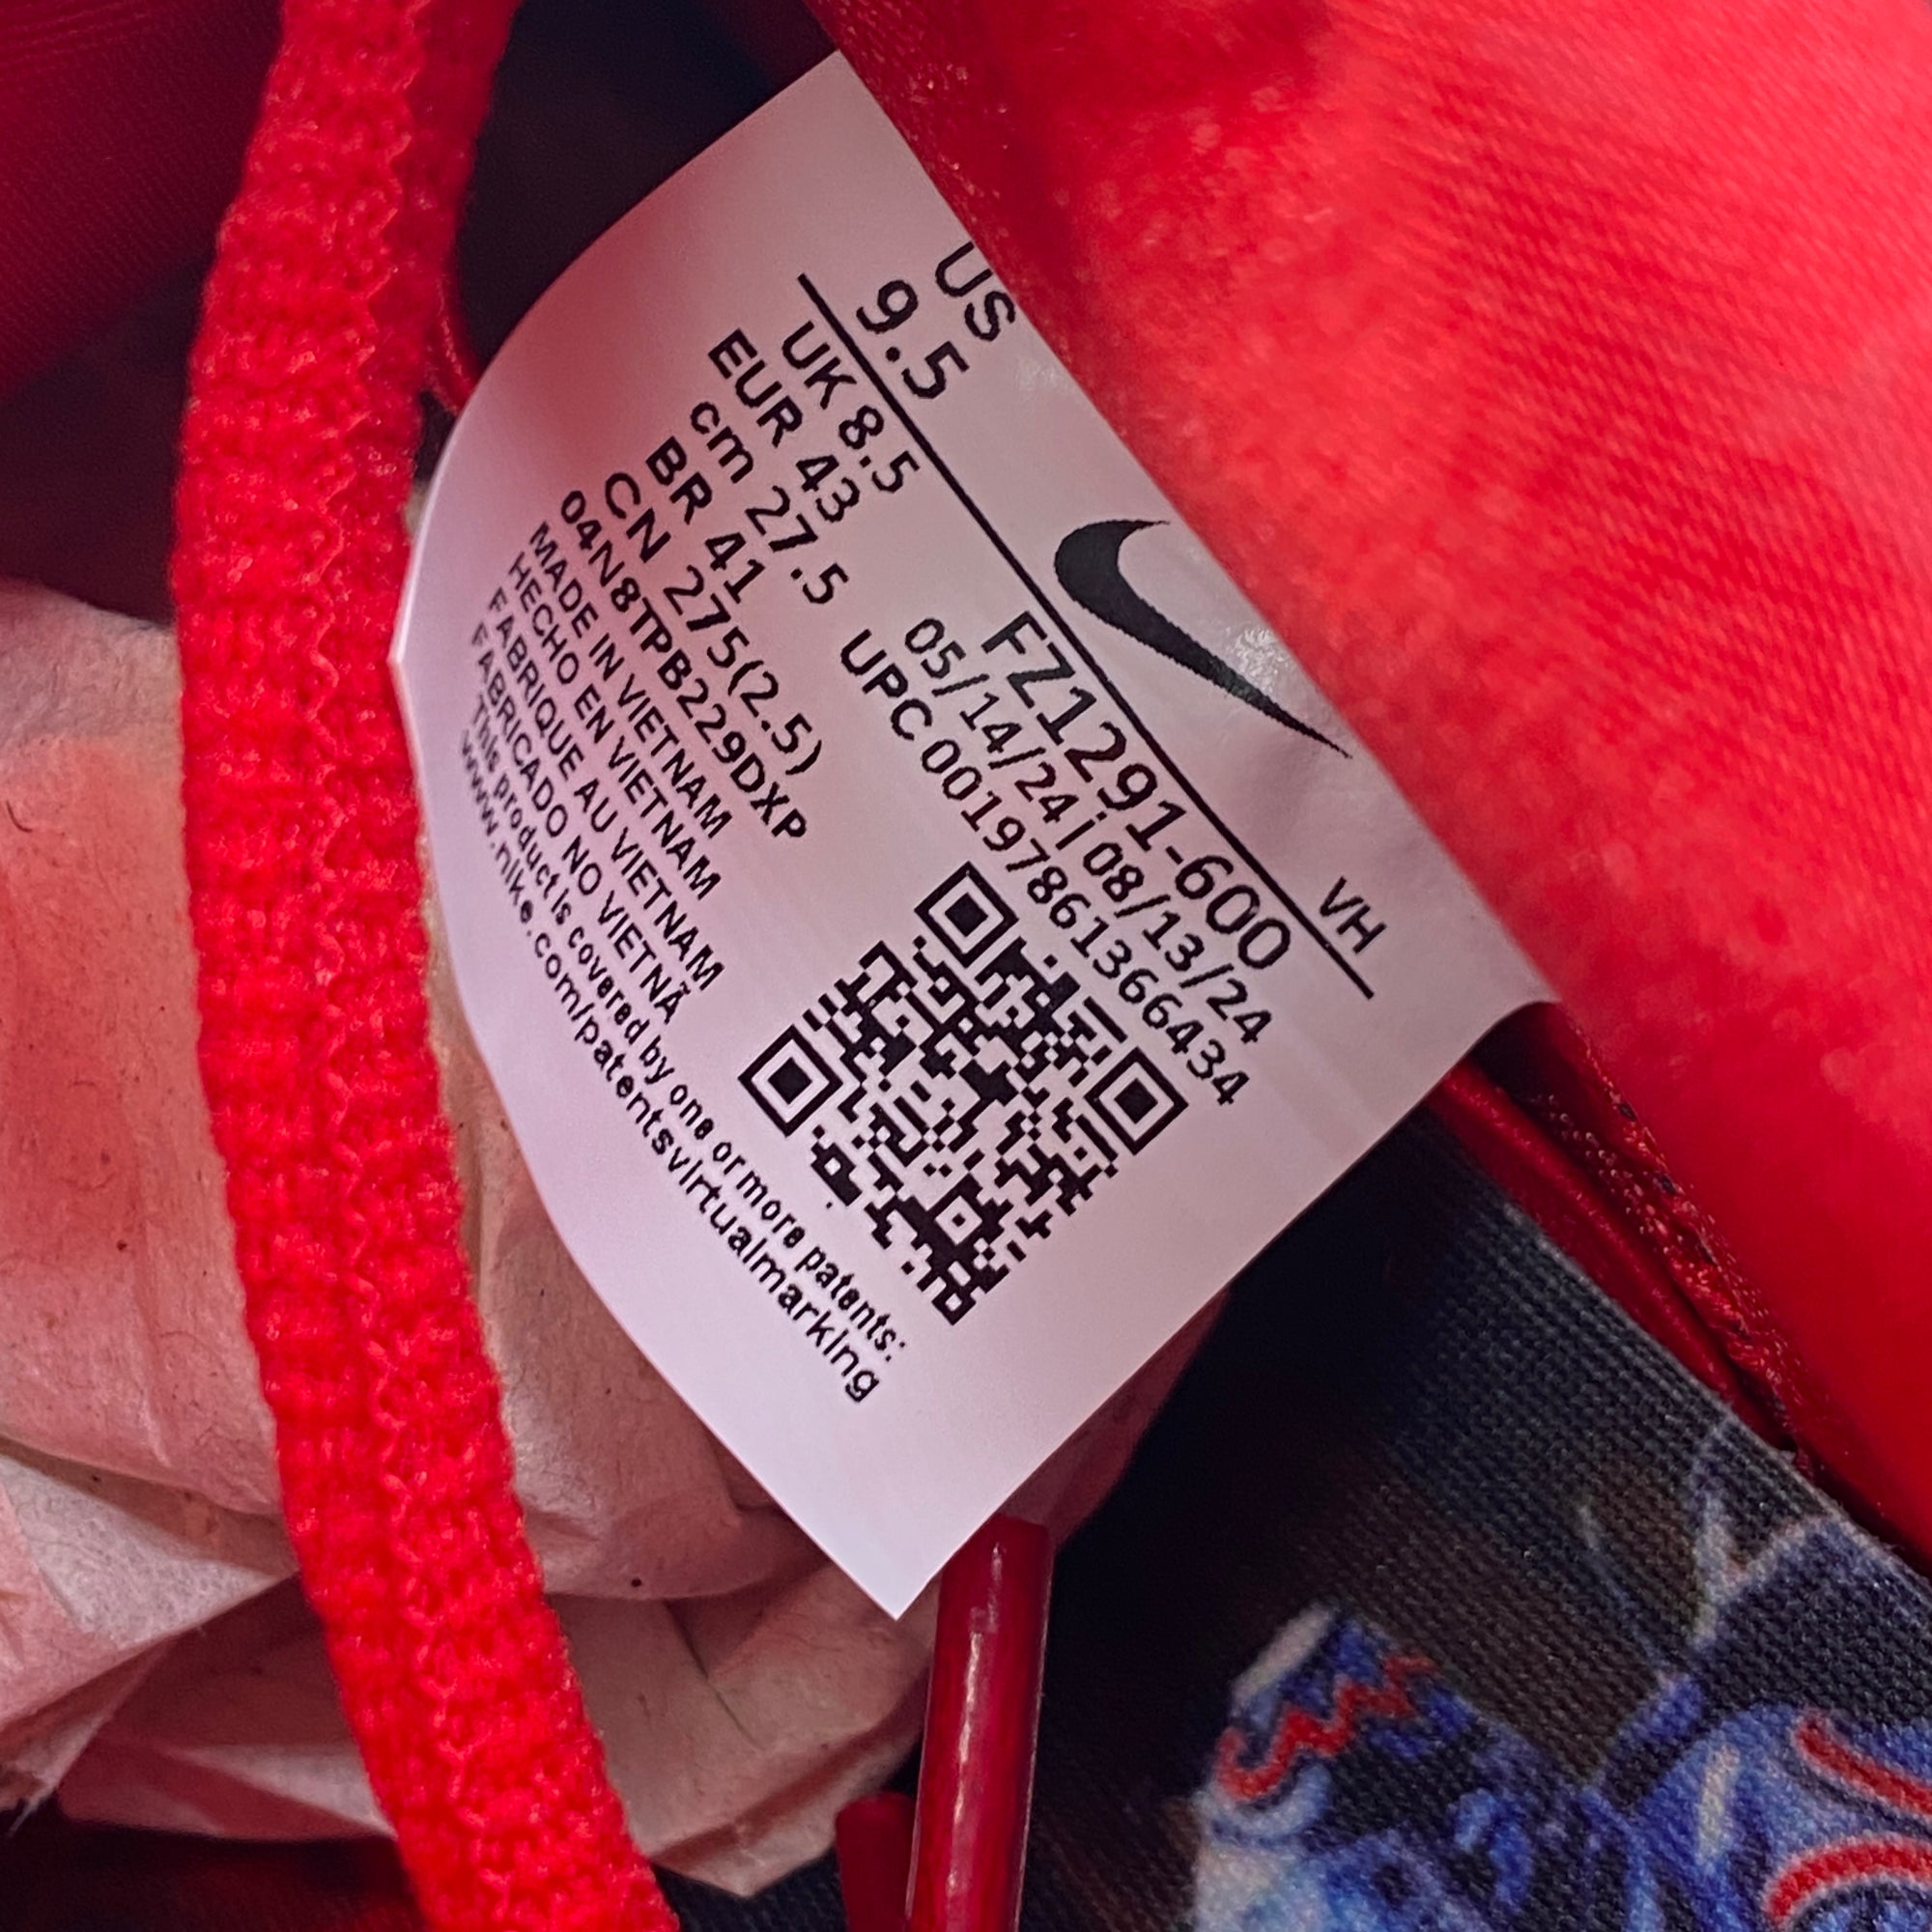 US
9.5
VH
UK 8.5
EUR 43
cm 27.5
BR 41
CN 275(2.5)
FZ1291-600
05/14/24 | 08/13/24
UPC 00197861366434
04N8TPB229DXP
MADE IN VIETNAM
HECHO EN VIETNAM
FABRIQUE AU VIETNAM
FABRICADO NO VIETNÃ
This product is covered by one or more patents:
www.nike.com/patentsvirtualmarking